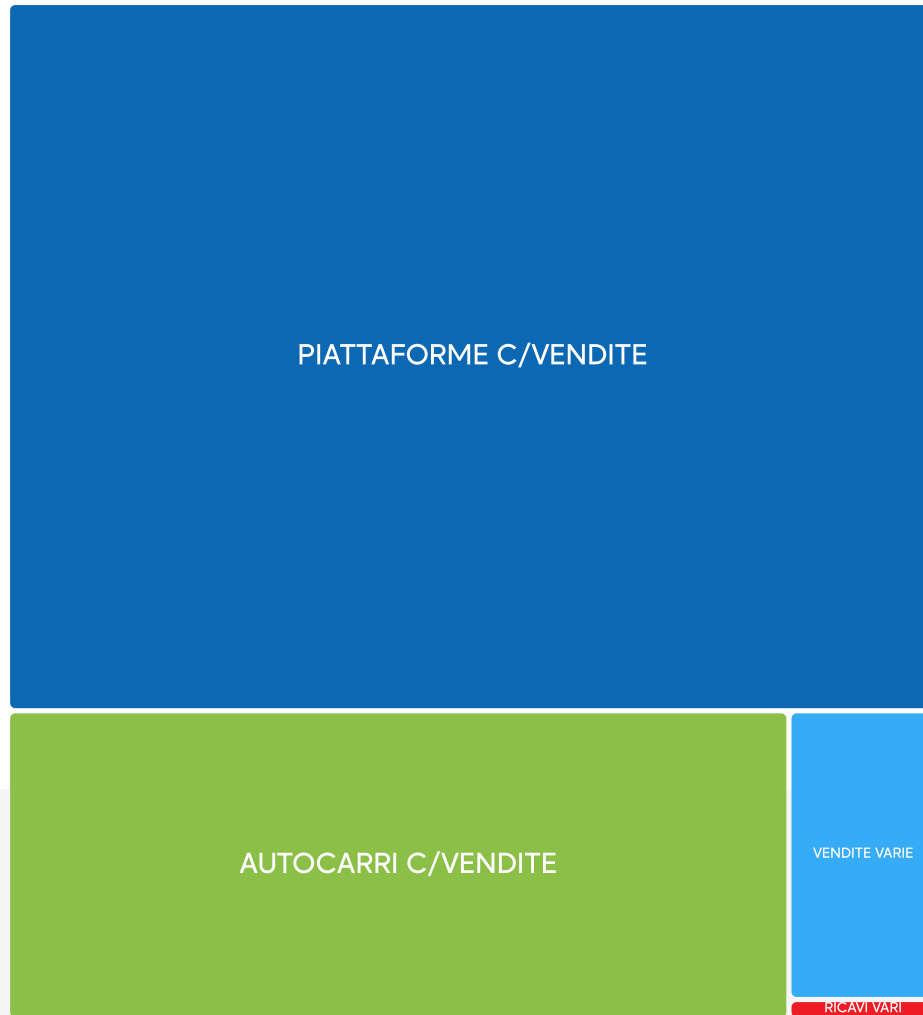 PIATTAFORME C/VENDITE
AUTOCARRI C/VENDITE
VENDITE VARIE
RICAVI VARI